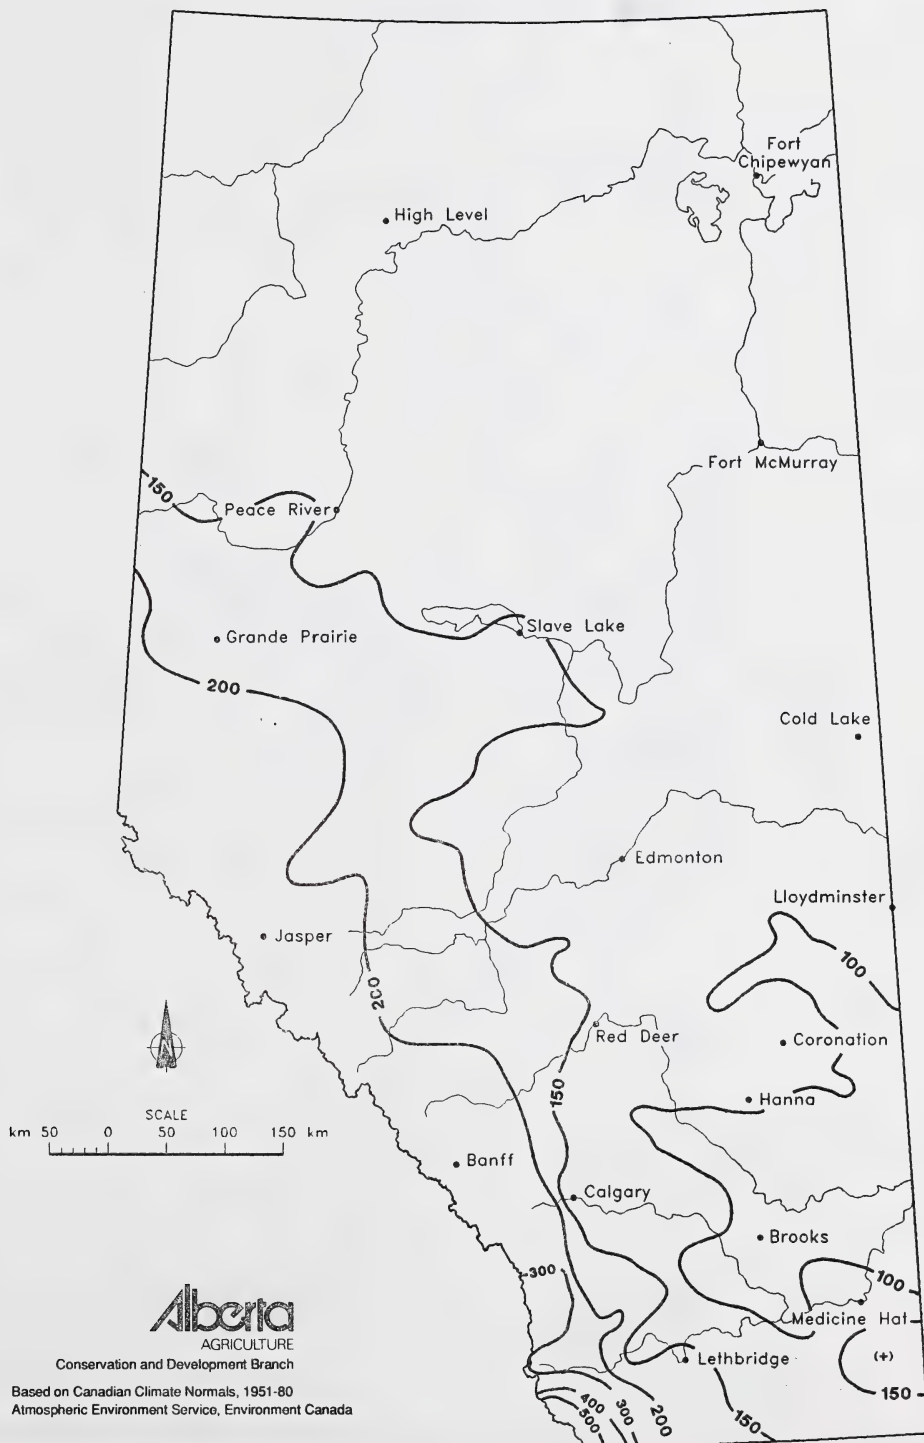 Fort
Chipewyan
High Level
Fort McMurray
150
Peace River
Slave Lake
Grande Prairie
200
Cold Lake
Edmonton
Lloydminster
Jasper
100
200
Red Deer
Coronation
SCALE
km 50 0 50 100 150 km
150
Hanna
Banff
Calgary
Brooks
300
100
Alberta
AGRICULTURE
Medicine Hat
Conservation and Development Branch
Lethbridge
(+)
Based on Canadian Climate Normals, 1951-80
Atmospheric Environment Service, Environment Canada
150
400
300
200
500
150